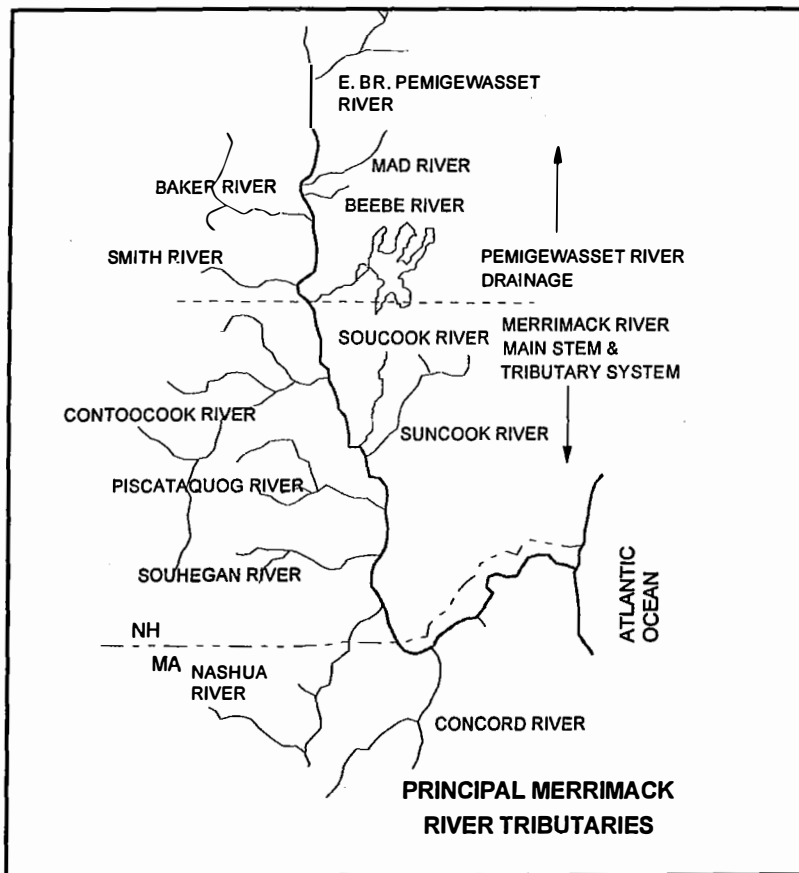 E. BR. PEMIGEWASSET
RIVER
MAD RIVER
BAKER RIVER
BEEBE RIVER
SMITH RIVER
PEMIGEWASSET RIVER
DRAINAGE
MERRIMACK RIVER
MAIN STEM &
TRIBUTARY SYSTEM
SOUCOOK RIVER
CONTOOCOOK RIVER
SUNCOOK RIVER
PISCATAQUOG RIVER
SOUHEGAN RIVER
ATLANTIC
OCEAN
NH
MA
NASHUA
RIVER
CONCORD RIVER
PRINCIPAL MERRIMACK
RIVER TRIBUTARIES